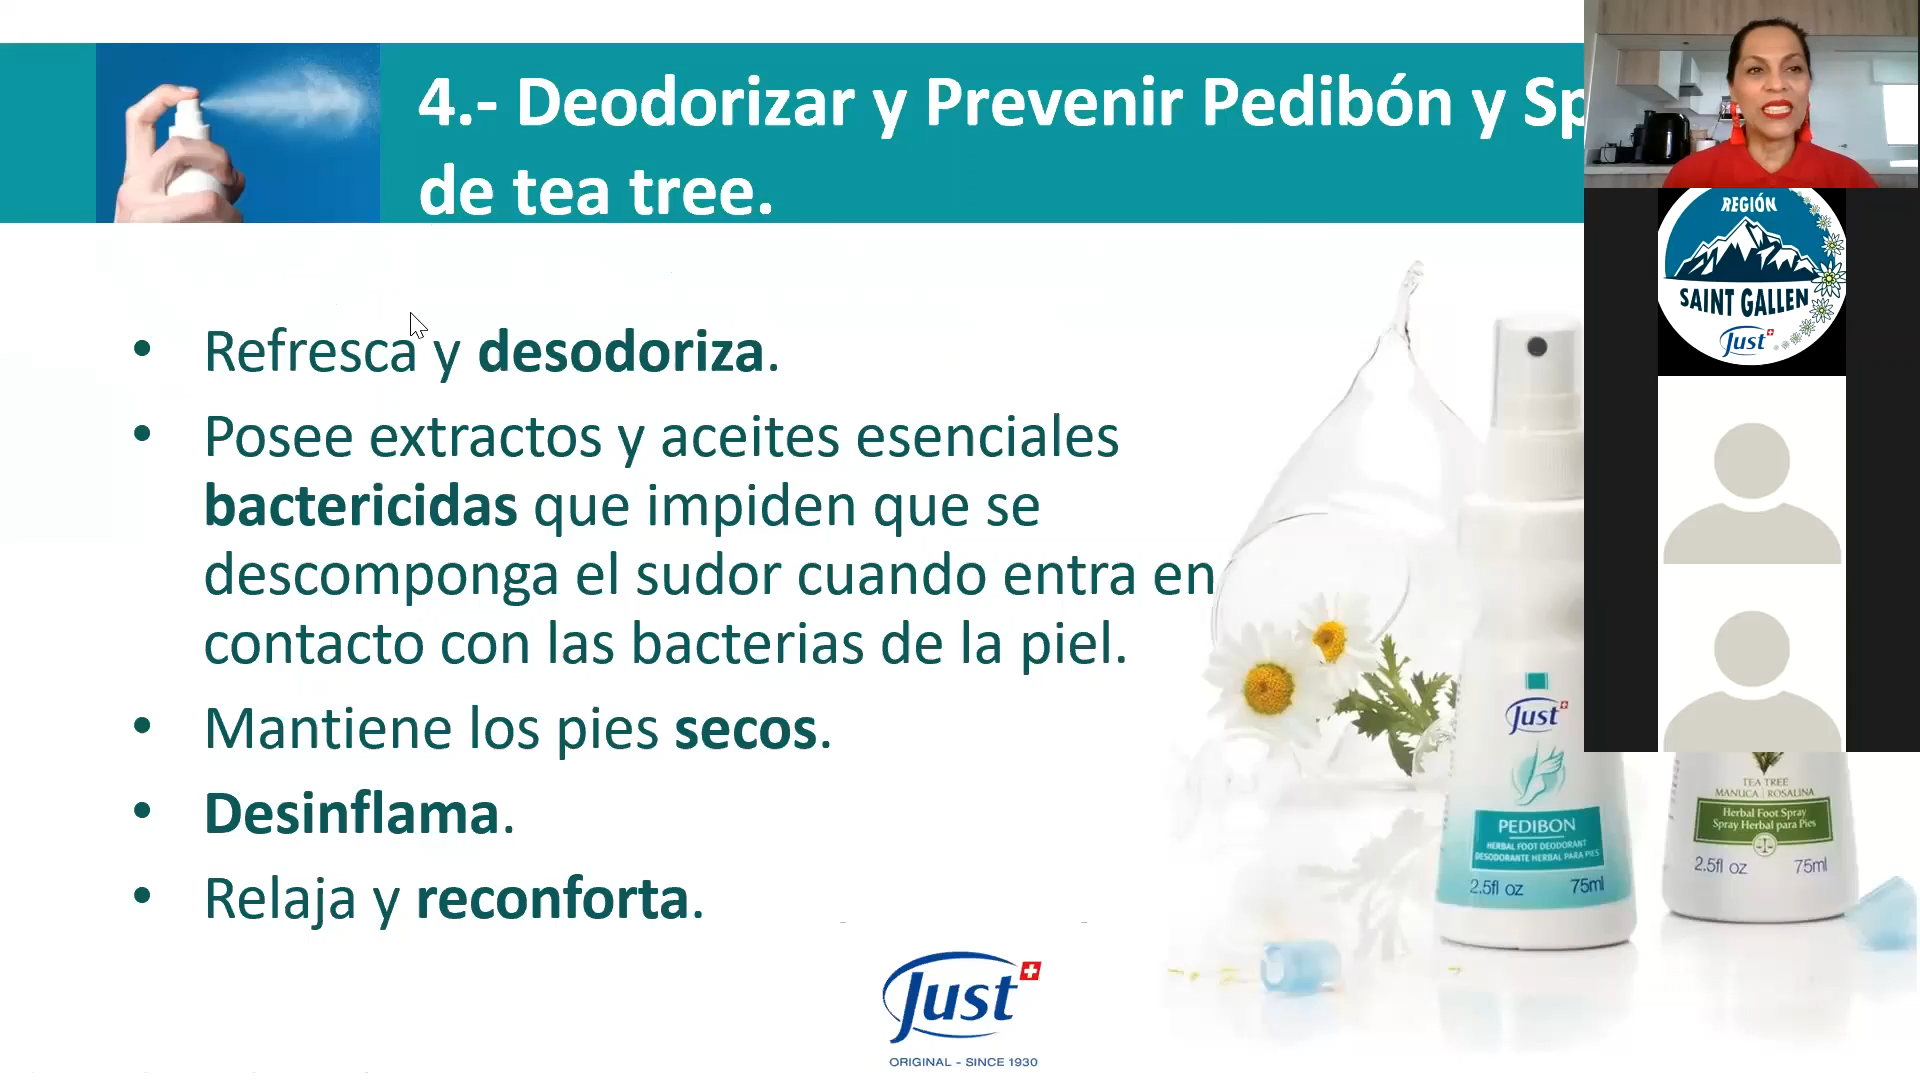 4.- Deodorizar y Prevenir Pedibón y Sp
de tea tree.
• Refresca y desodoriza.
• Posee extractos y aceites esenciales
bactericidas que impiden que se
descomponga el sudor cuando entra en
contacto con las bacterias de la piel.
• Mantiene los pies secos.
• Desinflama.
• Relaja y reconforta.
Just
ORIGINAL - SINCE 1930
REGIÓN
SAINT GALLEN
Just
Just
PEDIBON
HERBAL FOOT DEODORANT
DESODORANTE HERBAL PARA PIES
2.5fl oz 75ml
TEA TREE
MANUCA | ROSALINA
Herbal Foot Spray
Spray Herbal para Pies
2.5fl oz 75ml